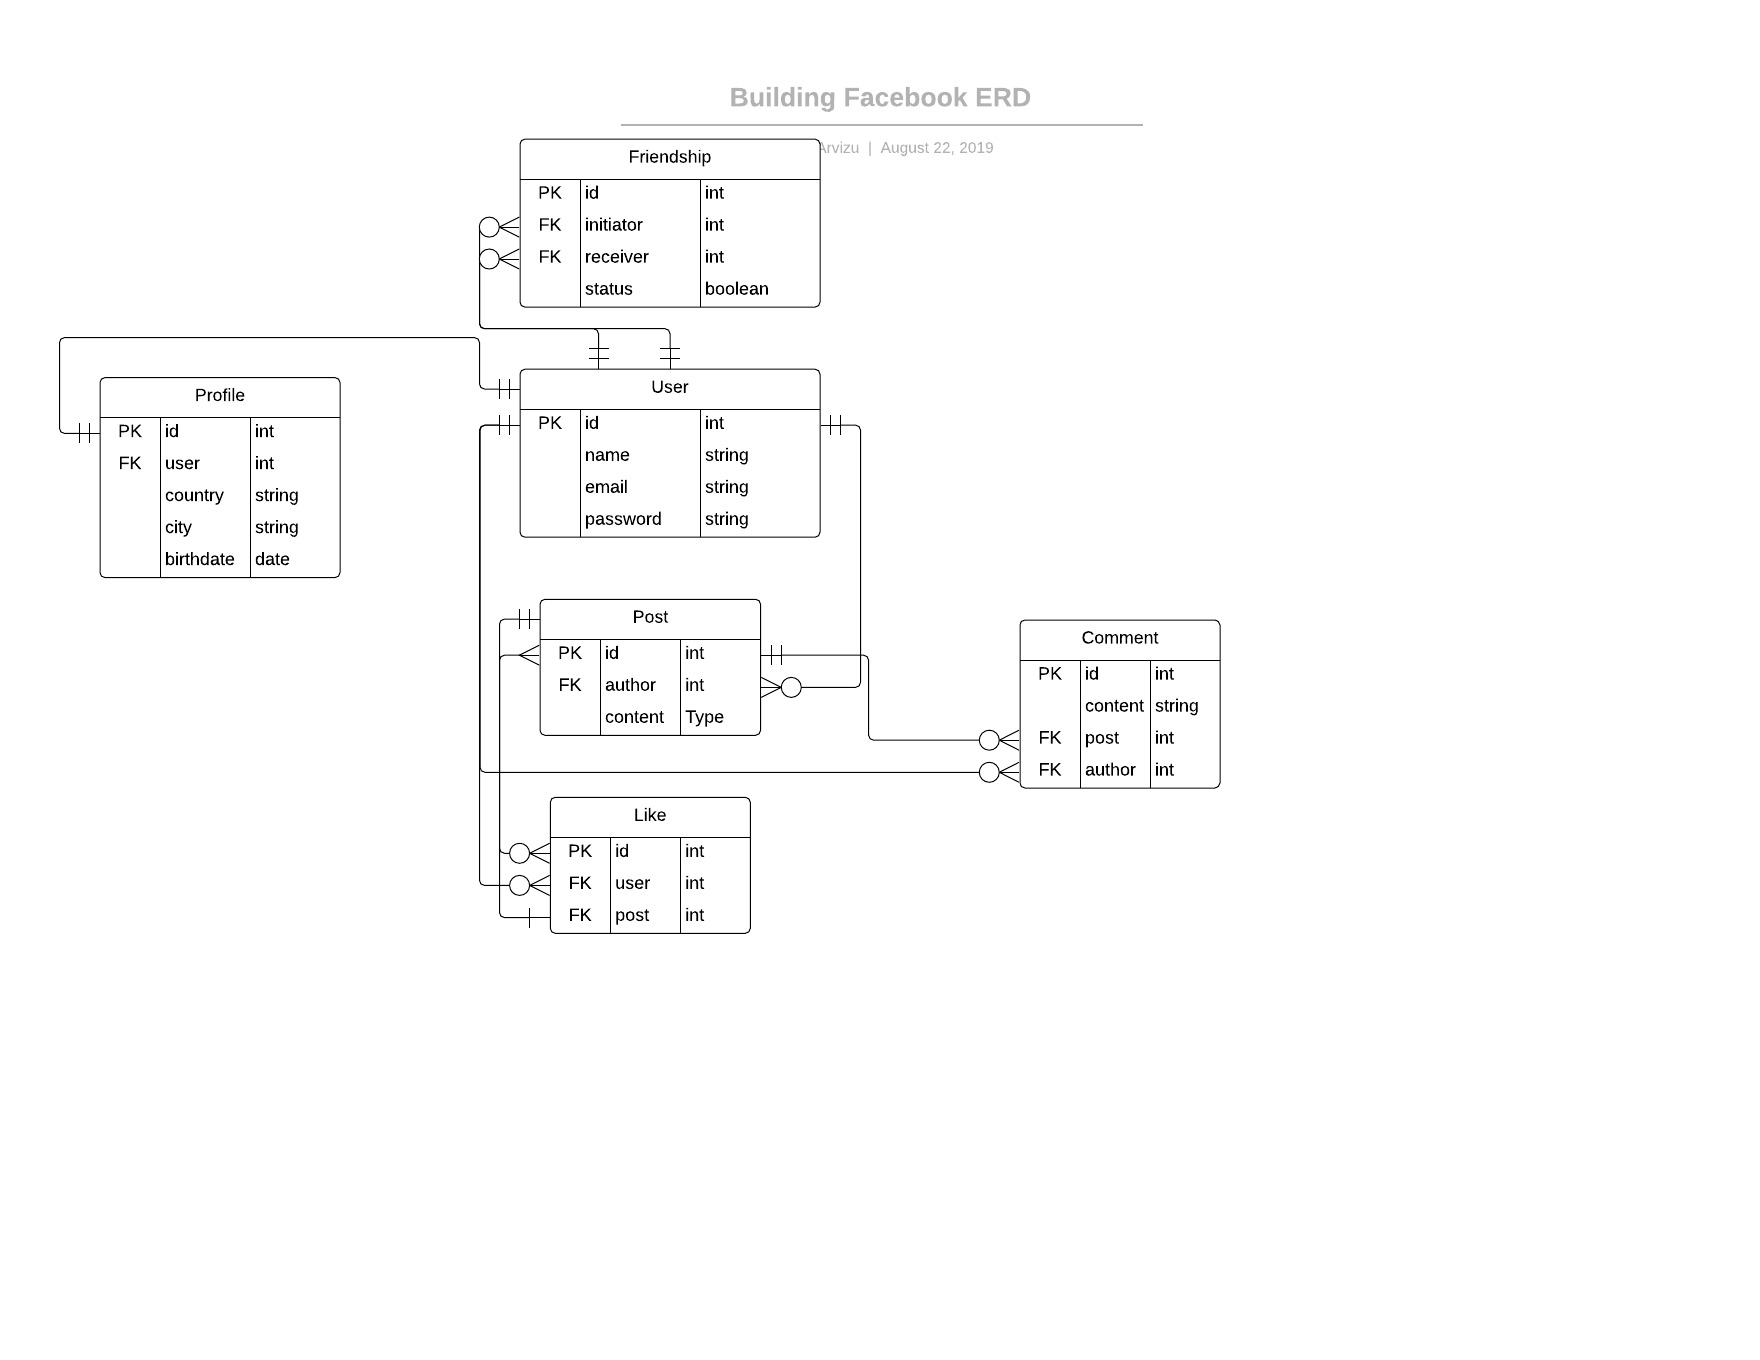 Building Facebook ERD
Arvizu | August 22, 2019
Friendship
PK id int
FK initiator int
FK receiver int
status boolean
Profile
PK id int
FK user int
country string
city string
birthdate date
User
PK id int
name string
email string
password string
Post
PK id int
FK author int
content Type
Comment
PK id int
content string
FK post int
FK author int
Like
PK id int
FK user int
FK post int